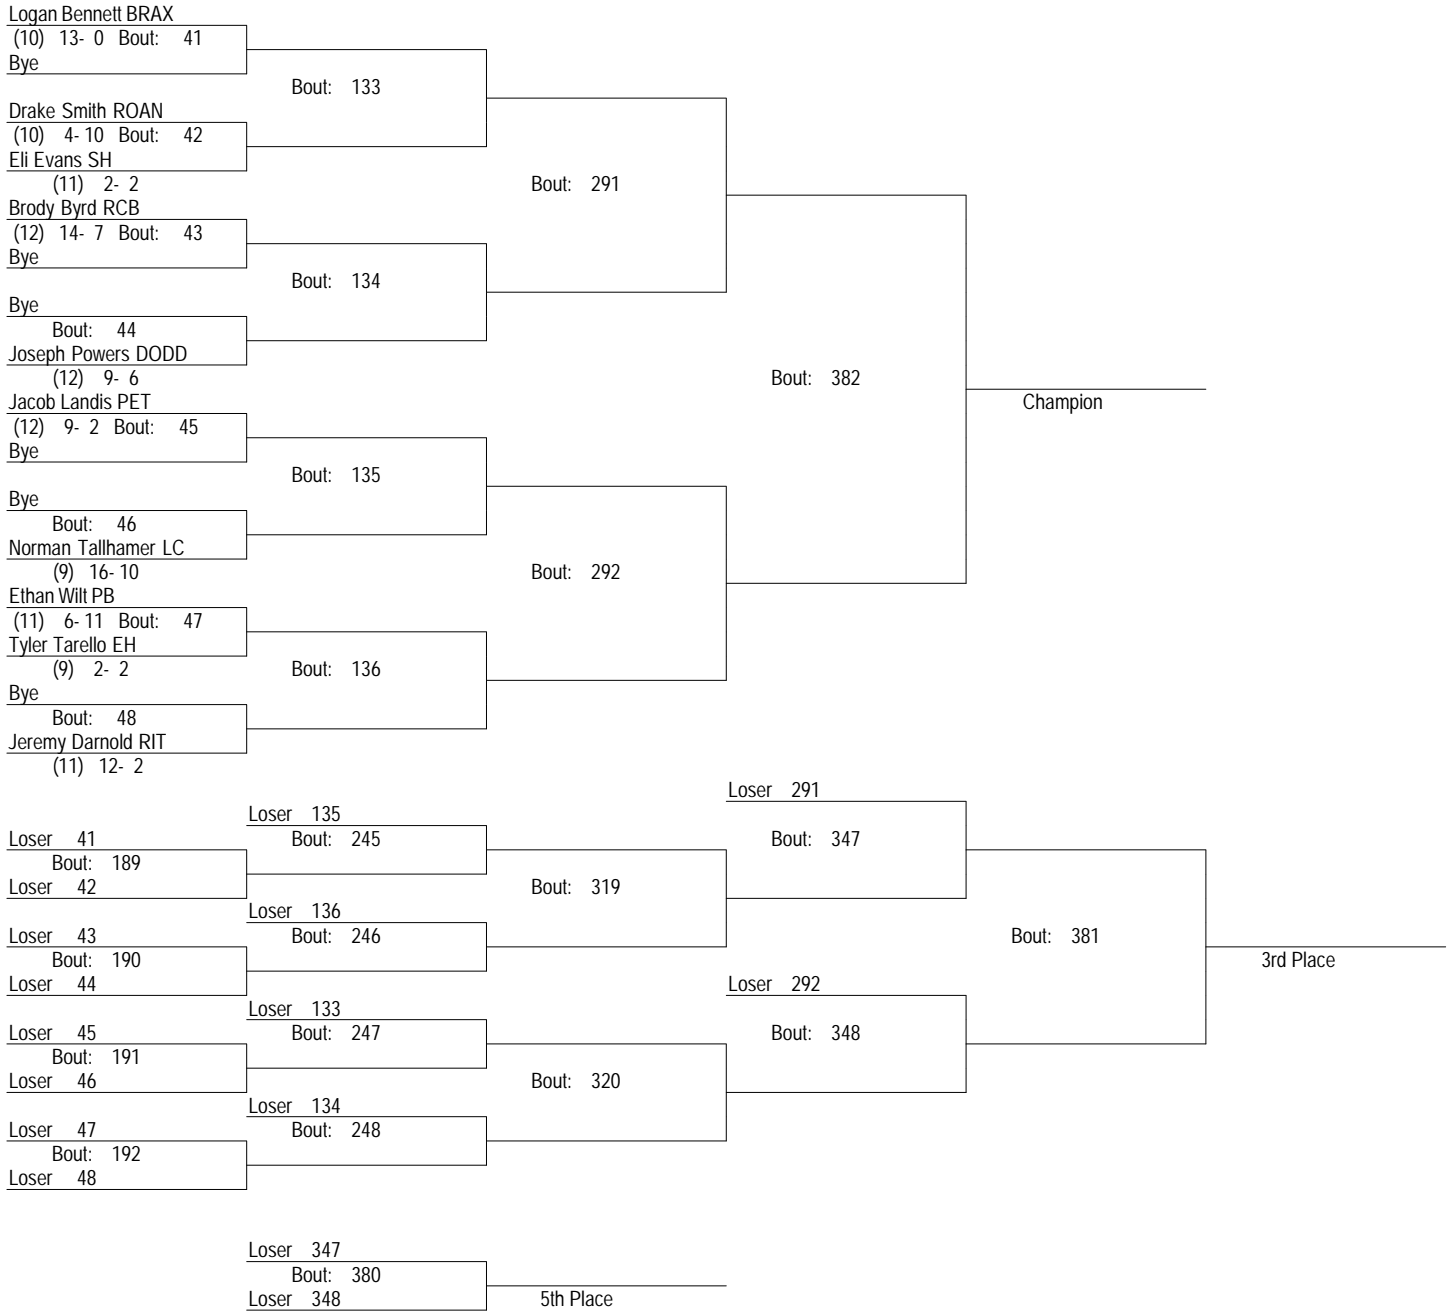 Logan Bennett BRAX
(10) 13- 0 Bout: 41
Bye
Bout: 133
Drake Smith ROAN
(10) 4- 10 Bout: 42
Eli Evans SH
(11) 2- 2
Bout: 291
Brody Byrd RCB
(12) 14- 7 Bout: 43
Bye
Bout: 134
Bye
Bout: 44
Joseph Powers DODD
(12) 9- 6
Bout: 382
Champion
Jacob Landis PET
(12) 9- 2 Bout: 45
Bye
Bout: 135
Bye
Bout: 46
Norman Tallhamer LC
(9) 16- 10
Bout: 292
Ethan Wilt PB
(11) 6- 11 Bout: 47
Tyler Tarello EH
(9) 2- 2
Bout: 136
Bye
Bout: 48
Jeremy Darnold RIT
(11) 12- 2
Loser 291
Loser 135
Loser 41
Bout: 245
Bout: 347
Bout: 189
Loser 42
Bout: 319
Loser 136
Loser 43
Bout: 246
Bout: 381
Bout: 190
3rd Place
Loser 44
Loser 292
Loser 133
Loser 45
Bout: 247
Bout: 348
Bout: 191
Loser 46
Bout: 320
Loser 134
Loser 47
Bout: 248
Bout: 192
Loser 48
Loser 347
Bout: 380
Loser 348
5th Place